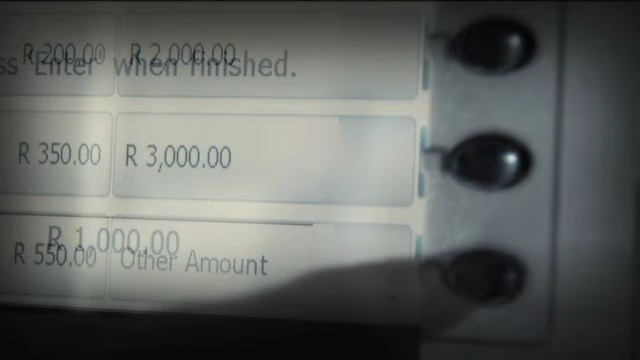 R 200.00 R 2,000.00
ss 'Enter' when finished.
R 350.00 R 3,000.00
R 1,000.00
R 550.00 Other Amount